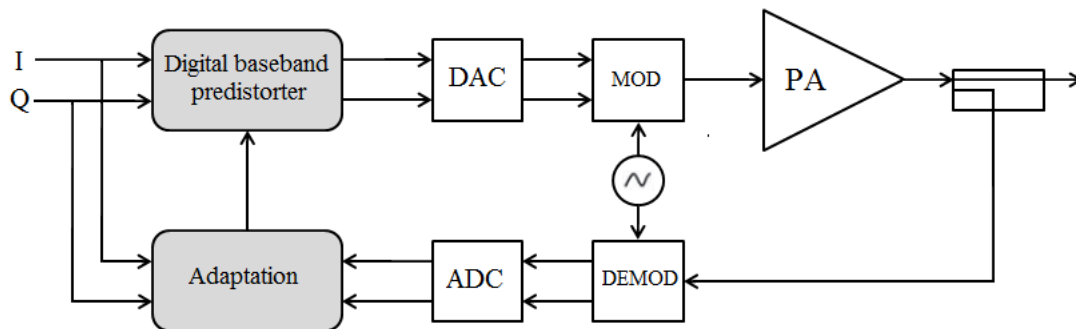 I
Q
Digital baseband
predistorter
DAC
MOD
PA
Adaptation
ADC
DEMOD